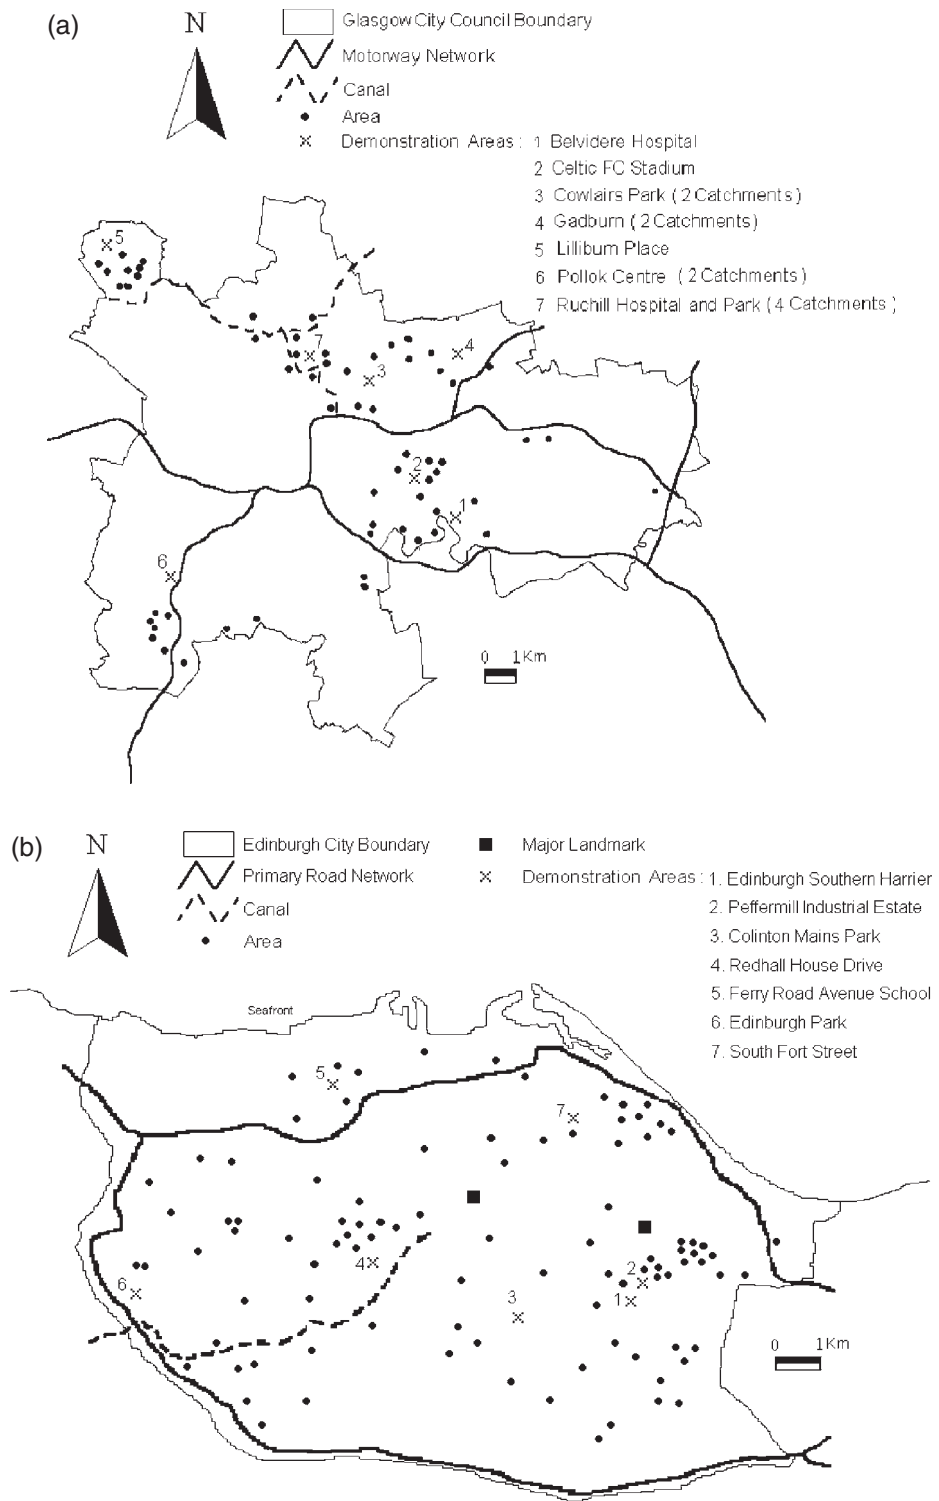 (a)
N
Glasgow City Council Boundary
Motorway Network
Canal
Area
Demonstration Areas : 1 Belvidere Hospital
2 Celtic FC Stadium
3 Cowlairs Park ( 2 Catchments )
4 Gadburn ( 2 Catchments )
5 Lillibum Place
6 Pollok Centre ( 2 Catchments )
7 Ruchill Hospital and Park ( 4 Catchments )
5
7
4
3
2
1
6
0 1Km
(b)
N
Edinburgh City Boundary
Primary Road Network
Canal
Area
Major Landmark
Demonstration Areas : 1. Edinburgh Southern Harrier
2. Peffermill Industrial Estate
3. Colinton Mains Park
4. Redhall House Drive
5. Ferry Road Avenue School
6. Edinburgh Park
7. South Fort Street
Seafront
5
7
4
2
6
3
1
0 1Km